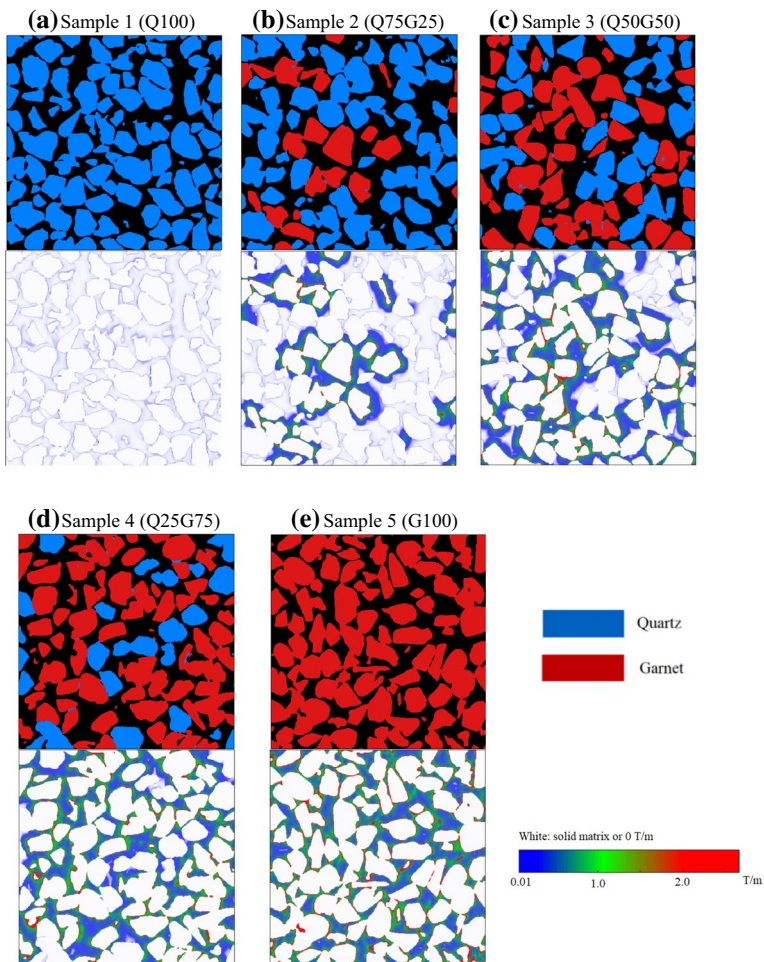 (a) Sample 1 (Q100)
(b) Sample 2 (Q75G25)
(c) Sample 3 (Q50G50)
(d) Sample 4 (Q25G75)
(e) Sample 5 (G100)
Quartz
Garnet
White: solid matrix or 0 T/m
0.01 1.0 2.0 T/m